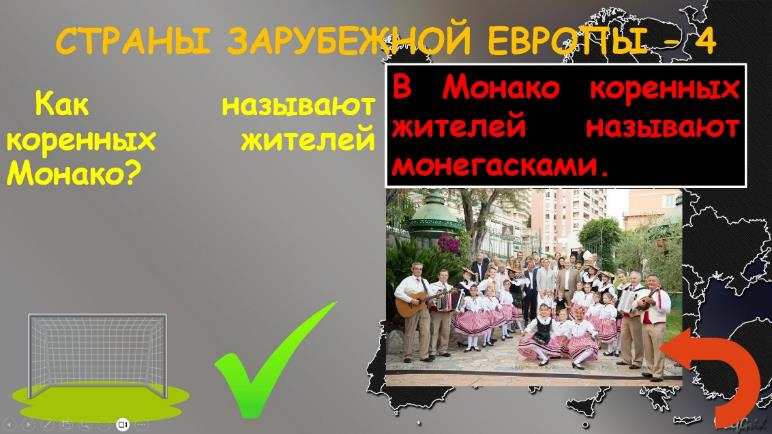 СТРАНЫ ЗАРУБЕЖНОЙ ЕВРОПЫ – 4
Как называют
коренных жителей
Монако?
В Монако коренных
жителей называют
монегасками.